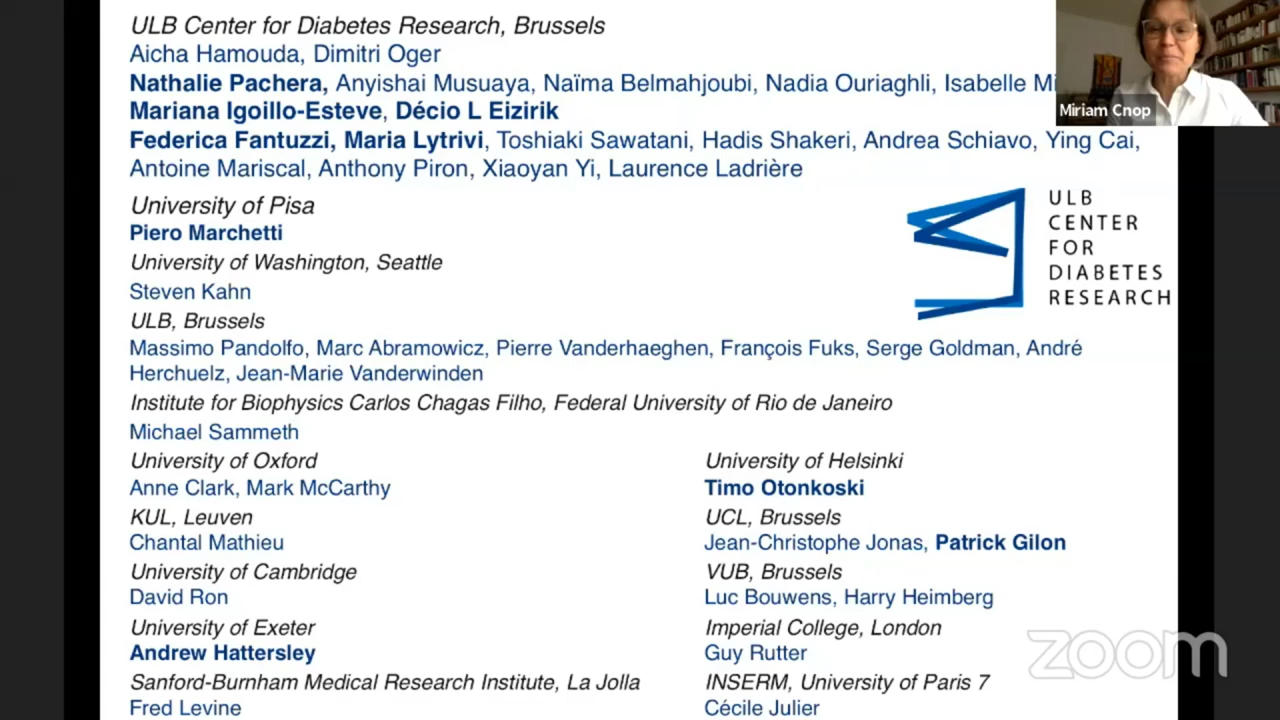 ULB Center for Diabetes Research, Brussels
Aicha Hamouda, Dimitri Oger
Nathalie Pachera, Anyishai Musuaya, Naïma Belmahjoubi, Nadia Ouriaghli, Isabelle
Mariana Igoillo-Esteve, Décio L Eizirik
Federica Fantuzzi, Maria Lytrivi, Toshiaki Sawatani, Hadis Shakeri, Andrea Schiavo, Ying Cai,
Antoine Mariscal, Anthony Piron, Xiaoyan Yi, Laurence Ladrière
Miriam Cnop
University of Pisa
Piero Marchetti
University of Washington, Seattle
Steven Kahn
ULB
CENTER
FOR
DIABETES
RESEARCH
ULB, Brussels
Massimo Pandolfo, Marc Abramowicz, Pierre Vanderhaeghen, François Fuks, Serge Goldman, André
Herchuelz, Jean-Marie Vanderwinden
Institute for Biophysics Carlos Chagas Filho, Federal University of Rio de Janeiro
Michael Sammeth
University of Oxford
Anne Clark, Mark McCarthy
KUL, Leuven
Chantal Mathieu
University of Cambridge
David Ron
University of Exeter
Andrew Hattersley
Sanford-Burnham Medical Research Institute, La Jolla
Fred Levine
University of Helsinki
Timo Otonkoski
UCL, Brussels
Jean-Christophe Jonas, Patrick Gilon
VUB, Brussels
Luc Bouwens, Harry Heimberg
Imperial College, London
Guy Rutter
INSERM, University of Paris 7
Cécile Julier
zoom